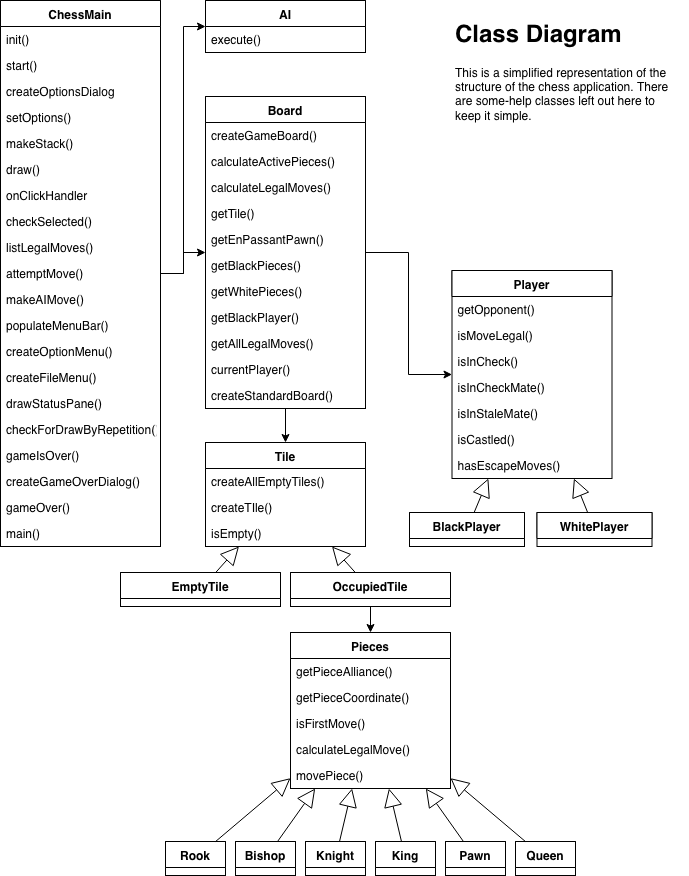 ChessMain
init()
start()
createOptionsDialog
setOptions()
makeStack()
draw()
onClickHandler
checkSelected()
listLegalMoves()
attemptMove()
makeAIMove()
populateMenuBar()
createOptionMenu()
createFileMenu()
drawStatusPane()
checkForDrawByRepetition(
gameIsOver()
createGameOverDialog()
gameOver()
main()
AI
execute()
Class Diagram
This is a simplified representation of the
structure of the chess application. There
are some-help classes left out here to
keep it simple.
Board
createGameBoard()
calculateActivePieces()
calculateLegalMoves()
getTile()
getEnPassantPawn()
getBlackPieces()
getWhitePieces()
getBlackPlayer()
getAllLegalMoves()
currentPlayer()
createStandardBoard()
Player
getOpponent()
isMoveLegal()
isInCheck()
isInCheckMate()
isInStaleMate()
isCastled()
hasEscapeMoves()
BlackPlayer
WhitePlayer
Tile
createAllEmptyTiles()
createTIle()
isEmpty()
EmptyTile
OccupiedTile
Pieces
getPieceAlliance()
getPieceCoordinate()
isFirstMove()
calculateLegalMove()
movePiece()
Rook
Bishop
Knight
King
Pawn
Queen